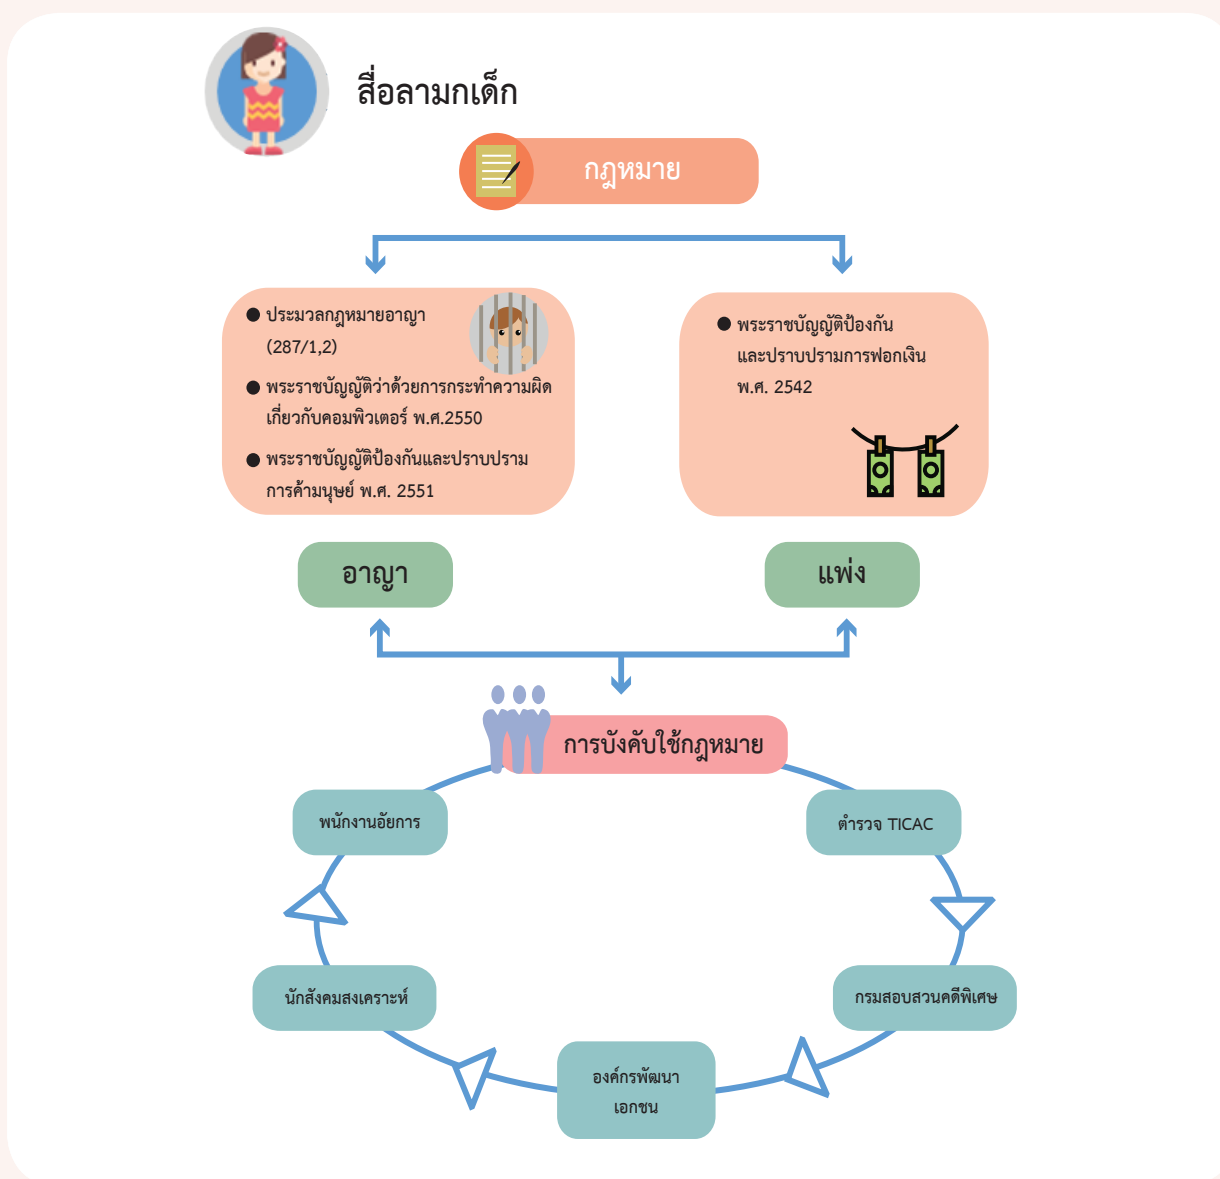 สื่อลามกเด็ก
กฎหมาย
ประมวลกฎหมายอาญา
(287/1,2)
พระราชบัญญัติว่าด้วยการกระทำความผิด
เกี่ยวกับคอมพิวเตอร์ พ.ศ.2550
พระราชบัญญัติป้องกันและปราบปราม
การค้ามนุษย์ พ.ศ. 2551
พระราชบัญญัติป้องกัน
และปราบปรามการฟอกเงิน
พ.ศ. 2542
อาญา
แพ่ง
การบังคับใช้กฎหมาย
พนักงานอัยการ
ตำรวจ TICAC
นักสังคมสงเคราะห์
กรมสอบสวนคดีพิเศษ
องค์กรพัฒนา
เอกชน